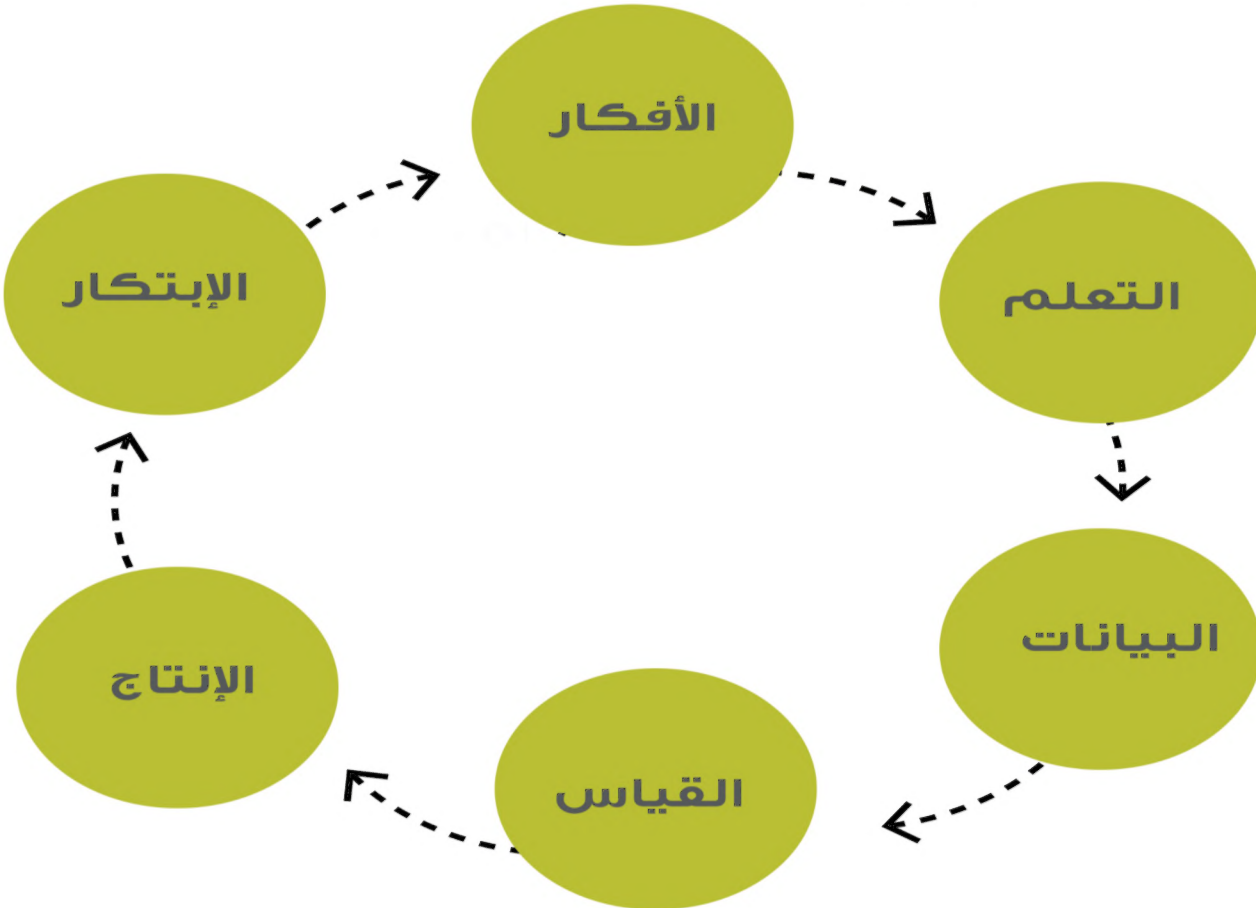 الأفكار
التعلم
البيانات
القياس
الإنتاج
الإبتكار